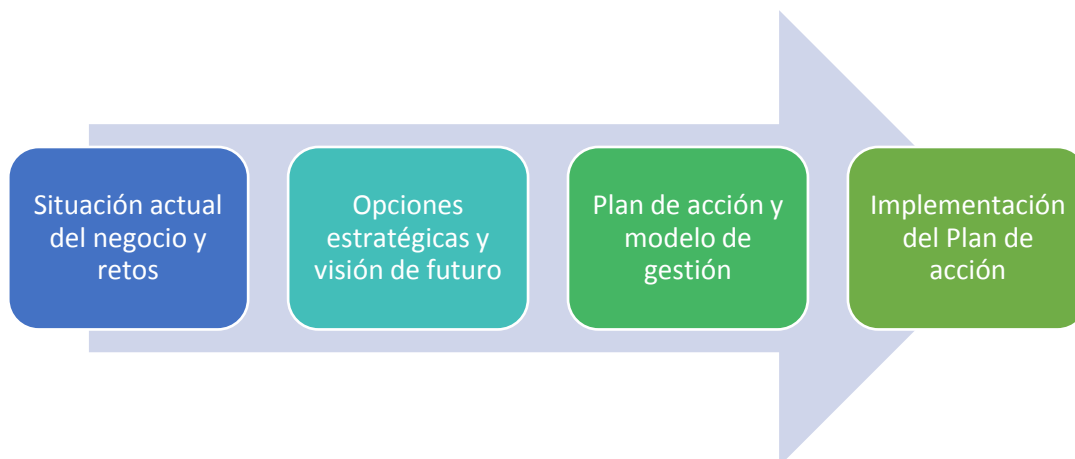 Situación actual
del negocio y
retos
Opciones
estratégicas y
visión de futuro
Plan de acción y
modelo de
gestión
Implementación
del Plan de
acción